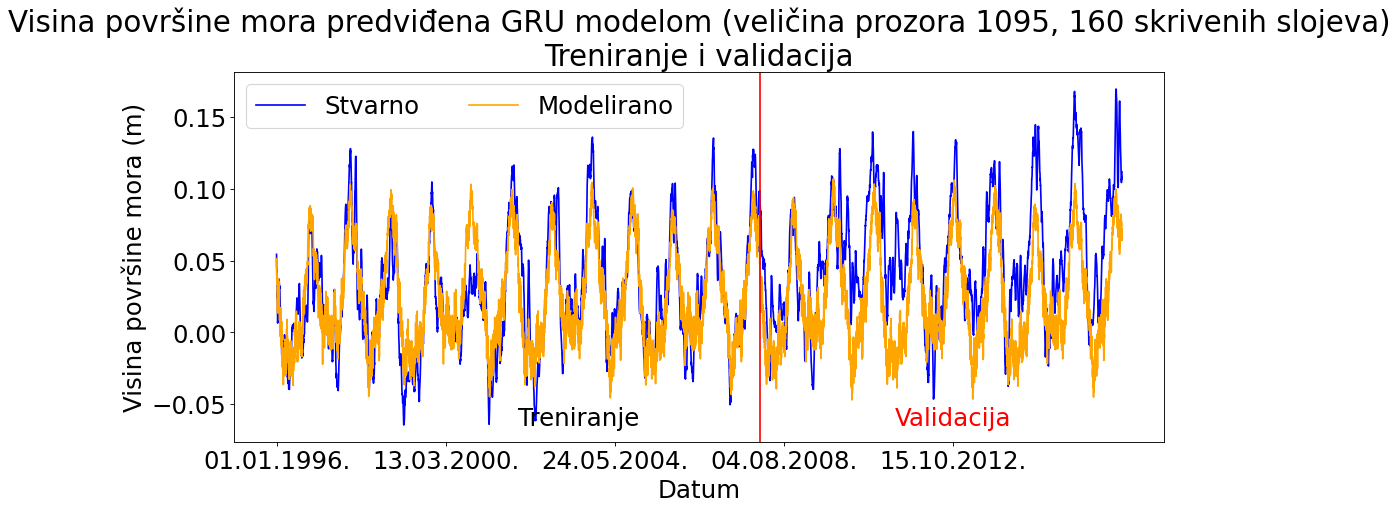 Visina površine mora predviđena GRU modelom (veličina prozora 1095, 160 skrivenih slojeva)
Treniranje i validacija
Stvarno
Modelirano
Visina površine mora (m)
0.15
0.10
0.05
0.00
−0.05
Treniranje
Validacija
01.01.1996.
13.03.2000.
24.05.2004.
04.08.2008.
15.10.2012.
Datum